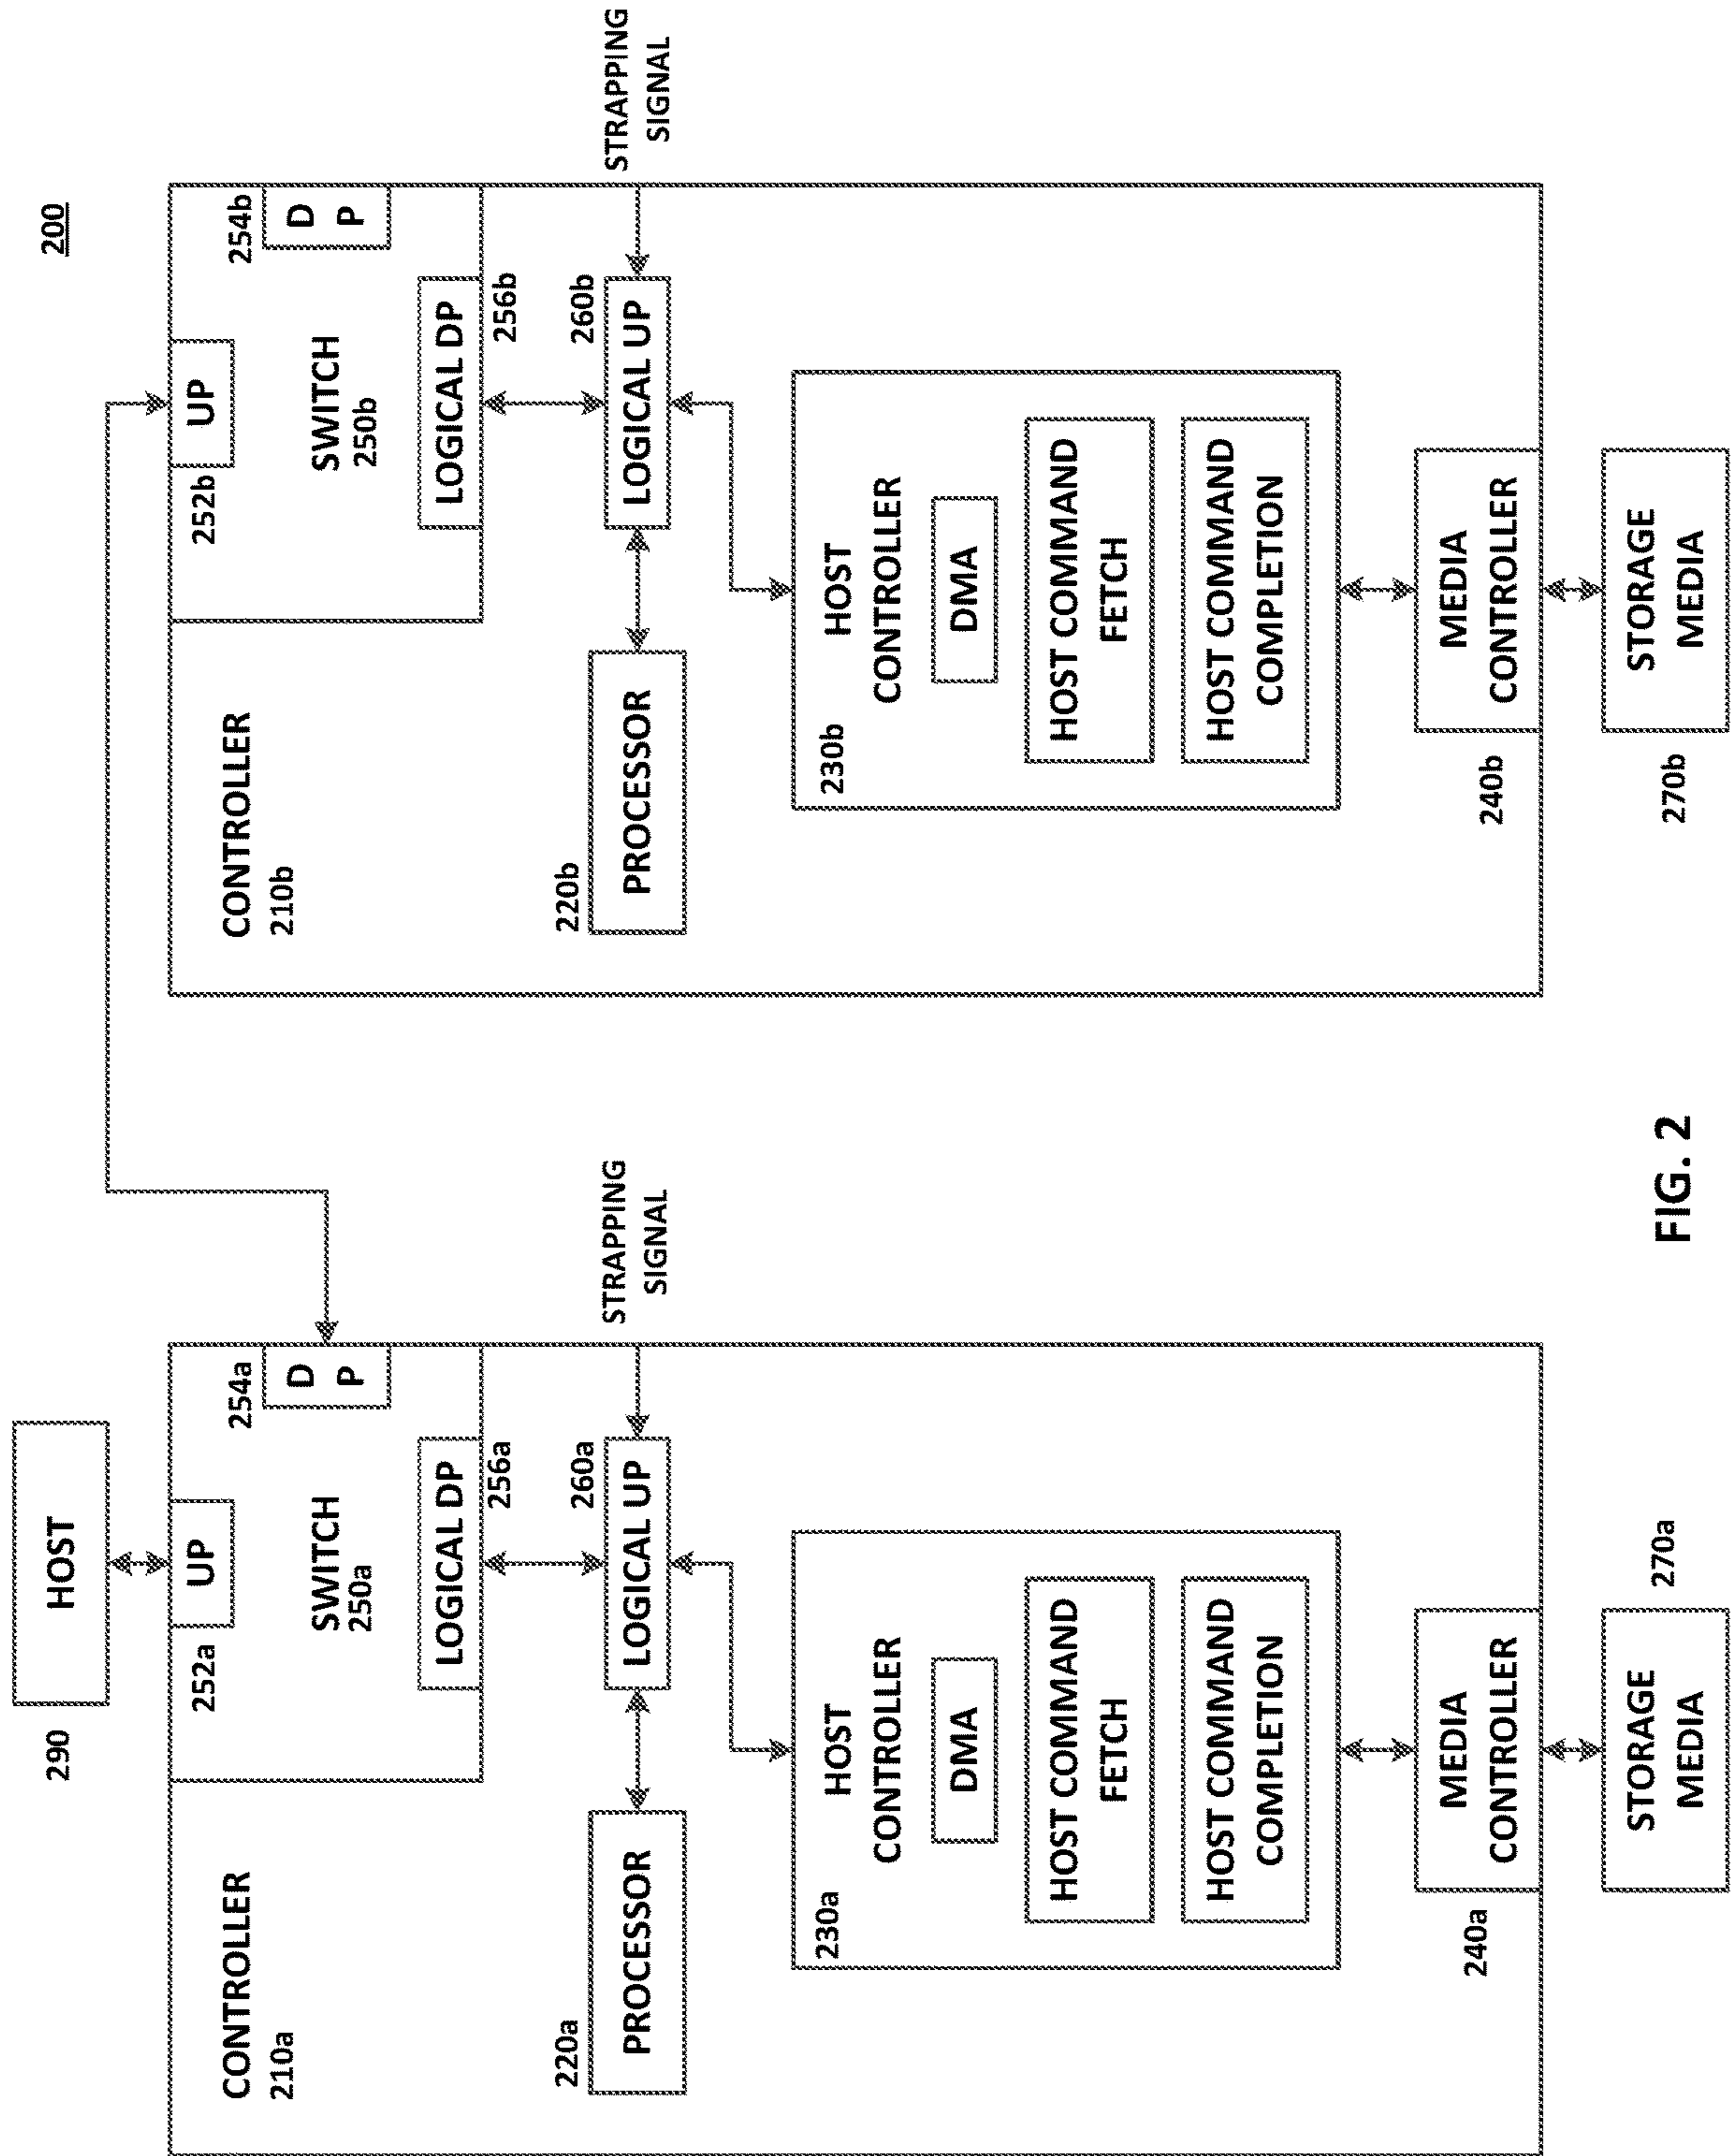 200
290
HOST
CONTROLLER
210a
252a
UP
254a
D
P
SWITCH
250a
LOGICAL DP
256a
220a
PROCESSOR
260a
LOGICAL UP
STRAPPING
SIGNAL
230a
HOST
CONTROLLER
DMA
HOST COMMAND
FETCH
HOST COMMAND
COMPLETION
240a
MEDIA
CONTROLLER
STORAGE
MEDIA
270a
CONTROLLER
210b
252b
UP
254b
D
P
SWITCH
250b
LOGICAL DP
256b
220b
PROCESSOR
260b
LOGICAL UP
STRAPPING
SIGNAL
230b
HOST
CONTROLLER
DMA
HOST COMMAND
FETCH
HOST COMMAND
COMPLETION
240b
MEDIA
CONTROLLER
270b
STORAGE
MEDIA
FIG. 2